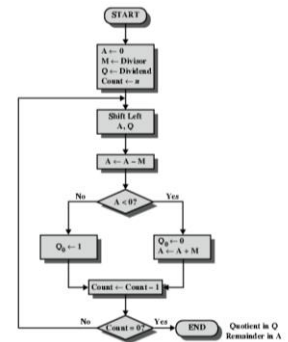 START
A ← 0
M ← Divisor
Q ← Dividend
Count ← n
Shift Left
A, Q
A ← A – M
No
A < 0?
Yes
Q₀ ← 1
Q₀ ← 0
A ← A + M
Count ← Count – 1
No
Count = 0?
Yes
END
Quotient in Q
Remainder in A